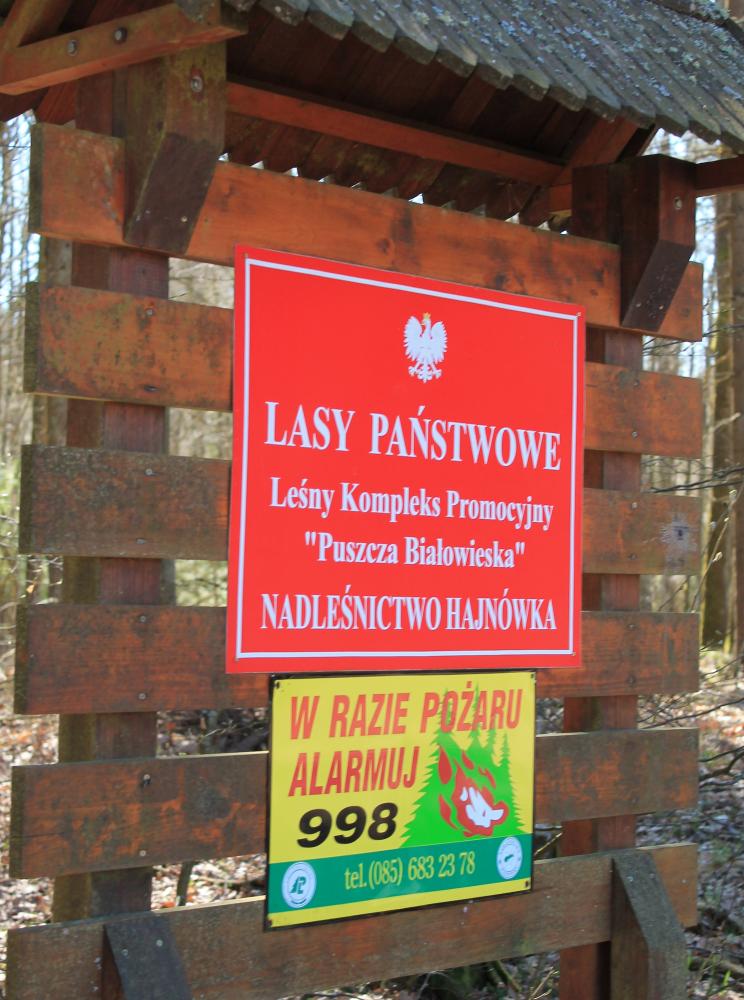 LASY PAŃSTWOWE
Leśny Kompleks Promocyjny
"Puszcza Białowieska"
NADLEŚNICTWO HAJNÓWKA
W RAZIE POŻARU
ALARMUJ
998
tel.(085) 683 23 78